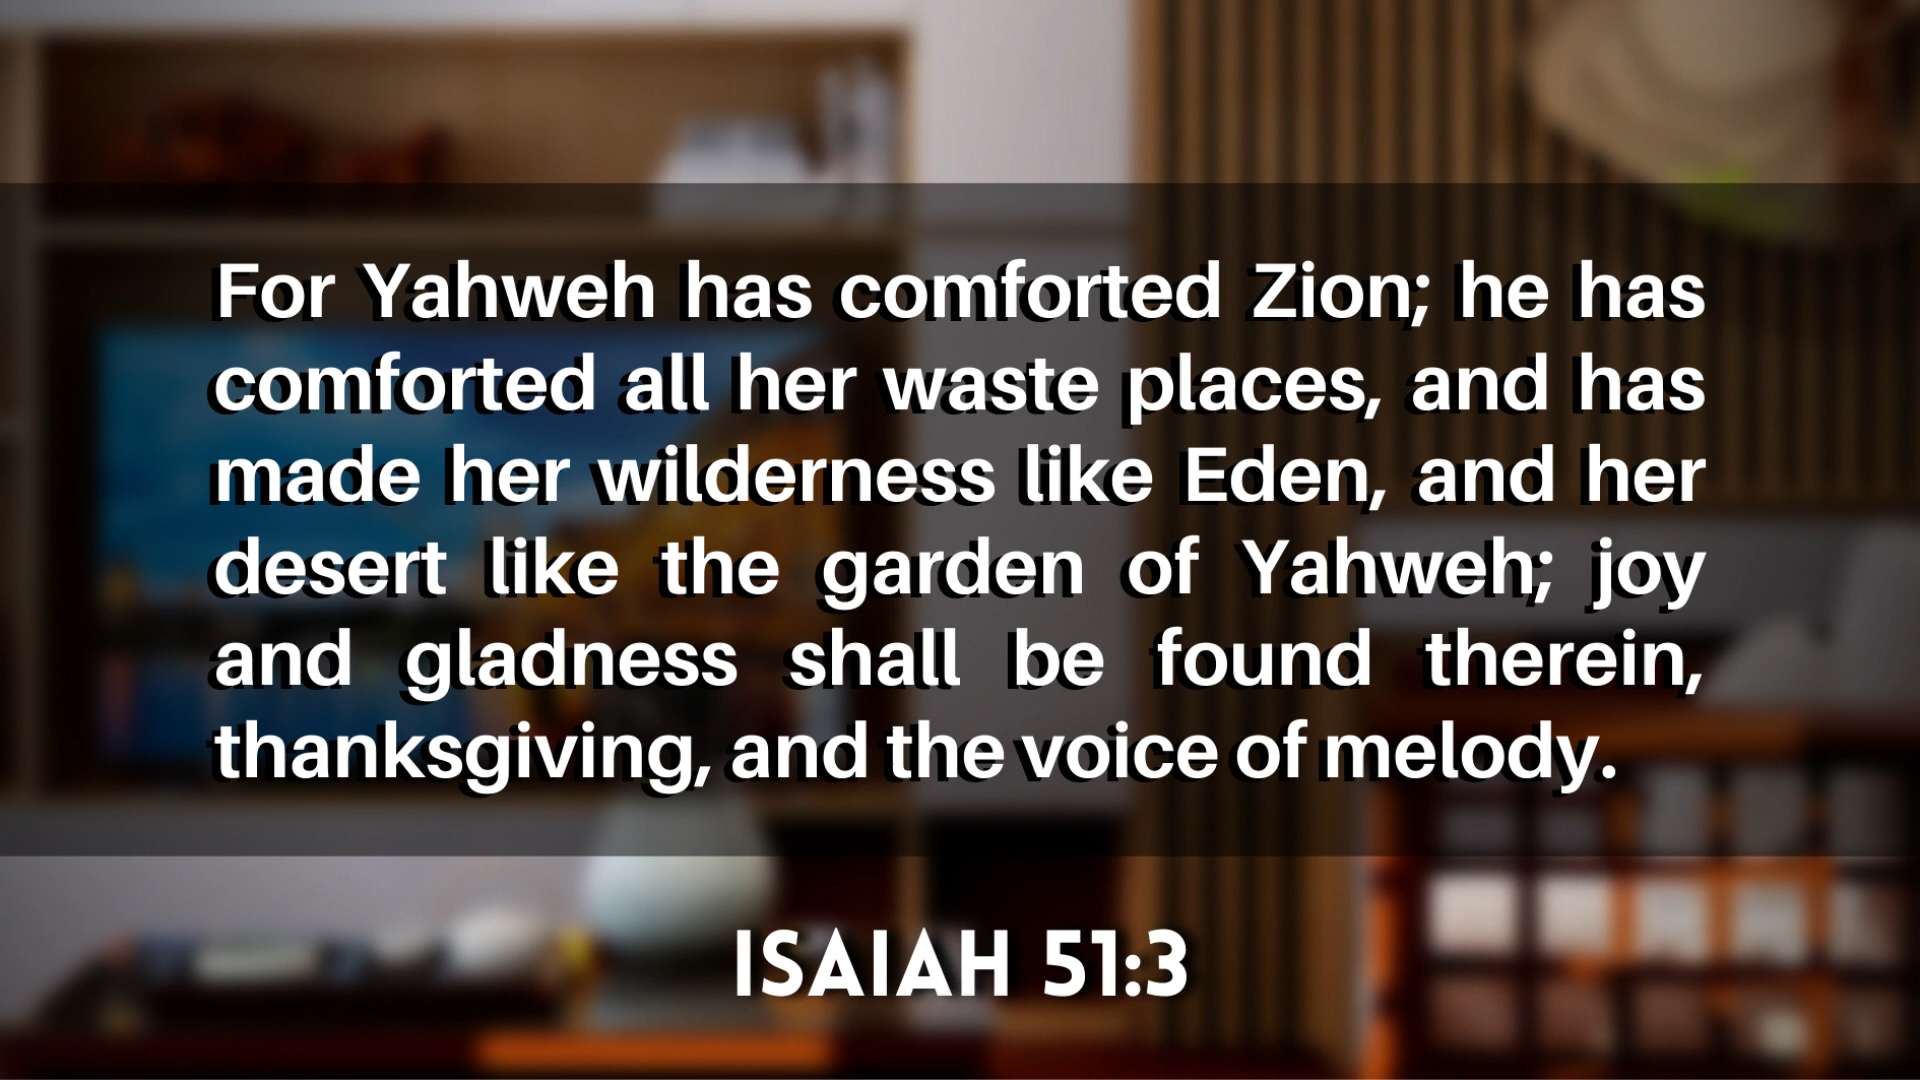 For Yahweh has comforted Zion; he has
comforted all her waste places, and has
made her wilderness like Eden, and her
desert like the garden of Yahweh; joy
and gladness shall be found therein,
thanksgiving, and the voice of melody.
ISAIAH 51:3